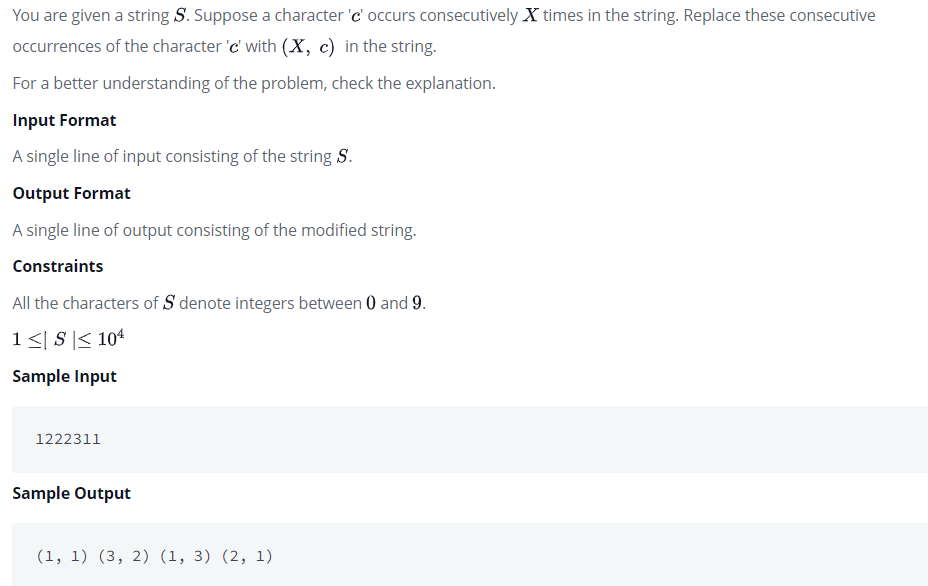 You are given a string S. Suppose a character 'c' occurs consecutively X times in the string. Replace these consecutive
occurrences of the character 'c' with (X, c) in the string.
For a better understanding of the problem, check the explanation.
Input Format
A single line of input consisting of the string S.
Output Format
A single line of output consisting of the modified string.
Constraints
All the characters of S denote integers between 0 and 9.
1 ≤| S |≤ 10⁴
Sample Input
1222311
Sample Output
(1, 1) (3, 2) (1, 3) (2, 1)